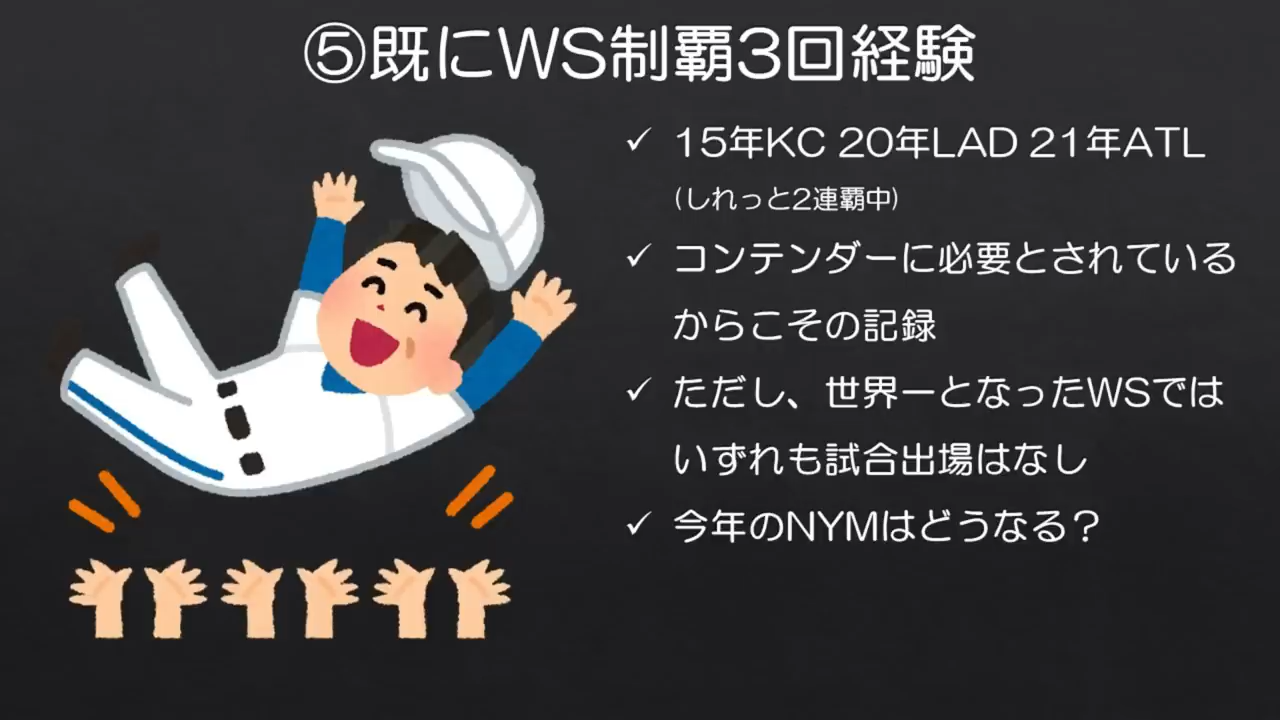 ⑤既にWS制覇3回経験
✓ 15年KC 20年LAD 21年ATL
(しれっと2連覇中)
✓ コンテンダーに必要とされている
からこその記録
✓ ただし、世界一となったWSでは
いずれも試合出場はなし
✓ 今年のNYMはどうなる？